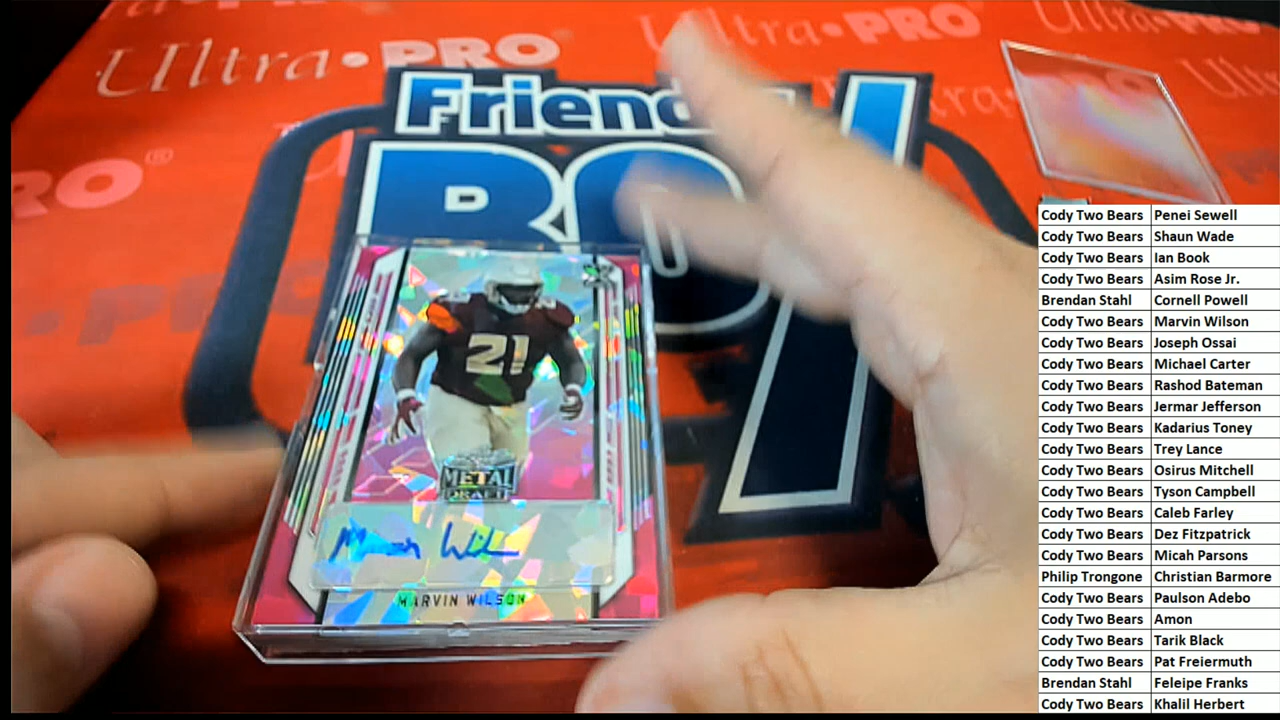 Ultra•PRO
Ultra•PRO
Ultra
PRO®
PRO
Friend
BO
21
METAL
DRAFT
Marvin Wilson
MARVIN WILSON
Cody Two Bears Penei Sewell
Cody Two Bears Shaun Wade
Cody Two Bears Ian Book
Cody Two Bears Asim Rose Jr.
Brendan Stahl Cornell Powell
Cody Two Bears Marvin Wilson
Cody Two Bears Joseph Ossai
Cody Two Bears Michael Carter
Cody Two Bears Rashod Bateman
Cody Two Bears Jermar Jefferson
Cody Two Bears Kadarius Toney
Cody Two Bears Trey Lance
Cody Two Bears Osirus Mitchell
Cody Two Bears Tyson Campbell
Cody Two Bears Caleb Farley
Cody Two Bears Dez Fitzpatrick
Cody Two Bears Micah Parsons
Philip Trongone Christian Barmore
Cody Two Bears Paulson Adebo
Cody Two Bears Amon
Cody Two Bears Tarik Black
Cody Two Bears Pat Freiermuth
Brendan Stahl Feleipe Franks
Cody Two Bears Khalil Herbert